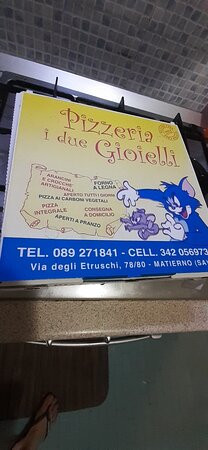 Pizzeria
i due
Gioielli
ARANCINI
E CROCCHE'
ARTIGIANALI
FORNO
A LEGNA
APERTO TUTTI I GIORNI
PIZZA AI CARBONI VEGETALI
PIZZA
INTEGRALE
CONSEGNA
A DOMICILIO
APERTI A PRANZO
TEL. 089 271841 - CELL. 342 056973
Via degli Etruschi, 78/80 - MATIERNO (SA